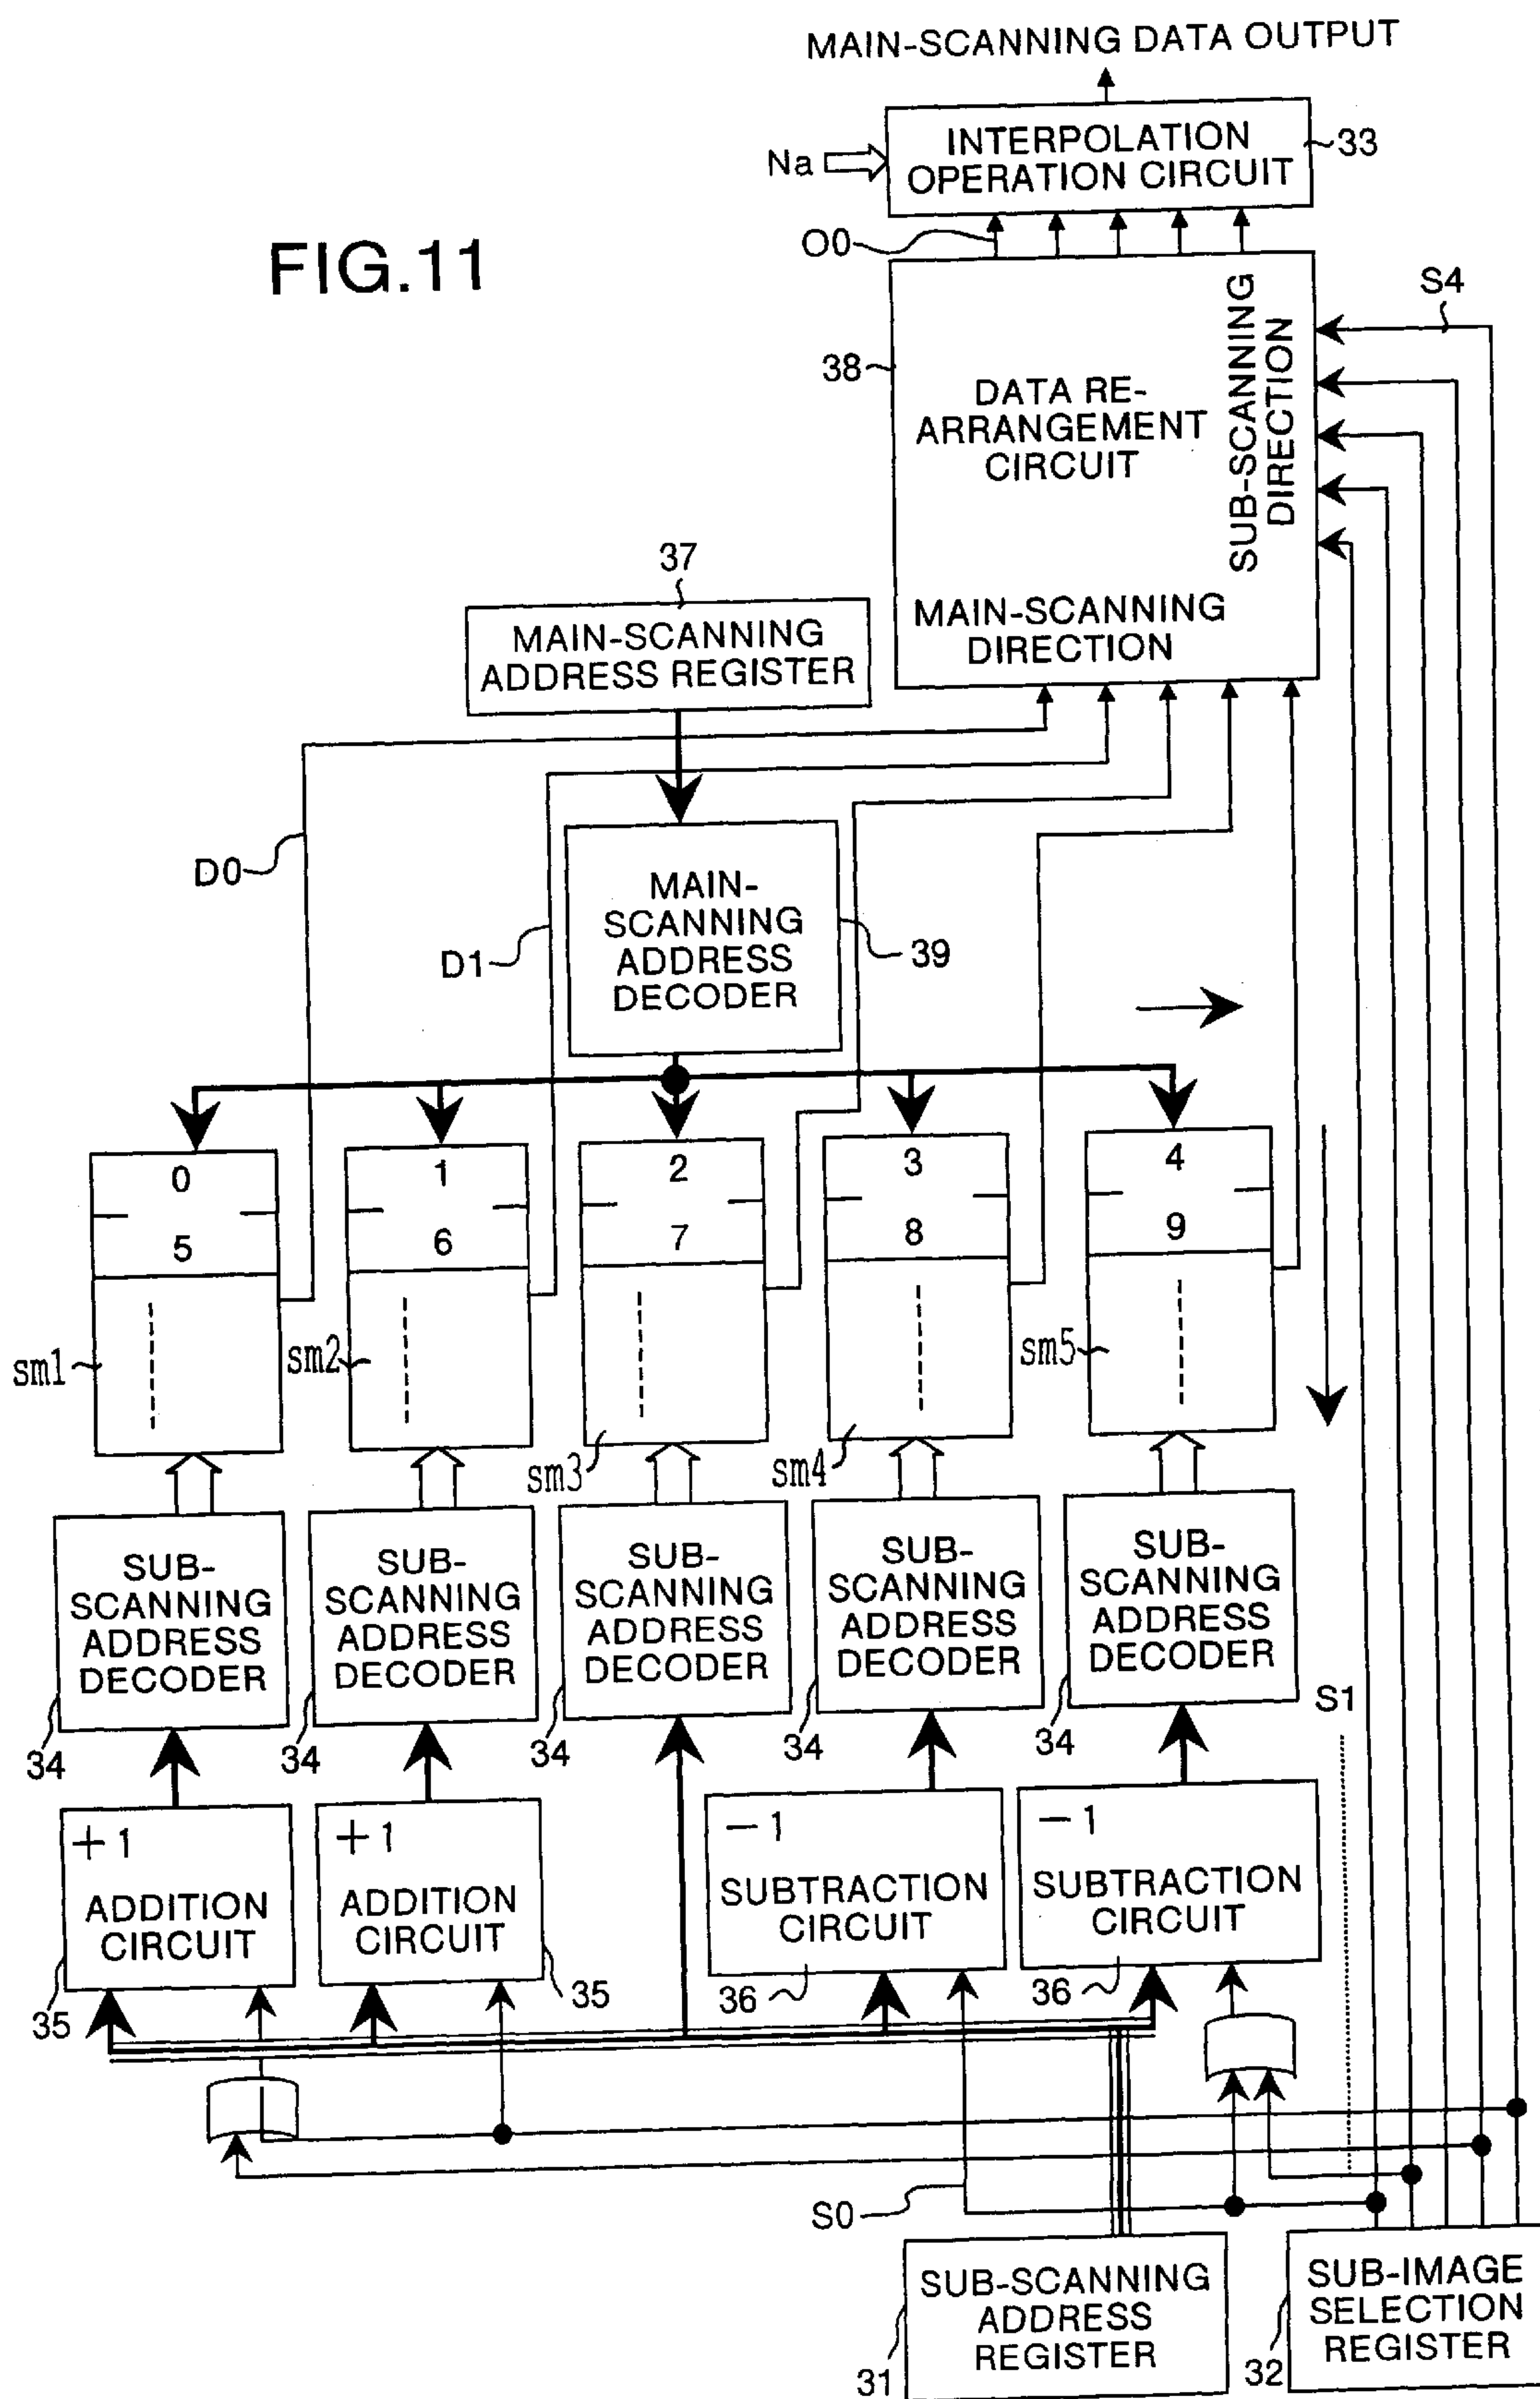 MAIN-SCANNING DATA OUTPUT
INTERPOLATION
OPERATION CIRCUIT
33
Na
O0
FIG.11
S4
38
DATA RE-
ARRANGEMENT
CIRCUIT
SUB-SCANNING
DIRECTION
MAIN-SCANNING
DIRECTION
37
MAIN-SCANNING
ADDRESS REGISTER
D0
D1
MAIN-
SCANNING
ADDRESS
DECODER
39
0
5
1
6
2
7
3
8
4
9
sm1
sm2
sm3
sm4
sm5
SUB-
SCANNING
ADDRESS
DECODER
34
SUB-
SCANNING
ADDRESS
DECODER
34
SUB-
SCANNING
ADDRESS
DECODER
34
SUB-
SCANNING
ADDRESS
DECODER
34
SUB-
SCANNING
ADDRESS
DECODER
34
S1
+1
ADDITION
CIRCUIT
35
+1
ADDITION
CIRCUIT
35
−1
SUBTRACTION
CIRCUIT
36
−1
SUBTRACTION
CIRCUIT
36
S0
SUB-SCANNING
ADDRESS
REGISTER
31
SUB-IMAGE
SELECTION
REGISTER
32